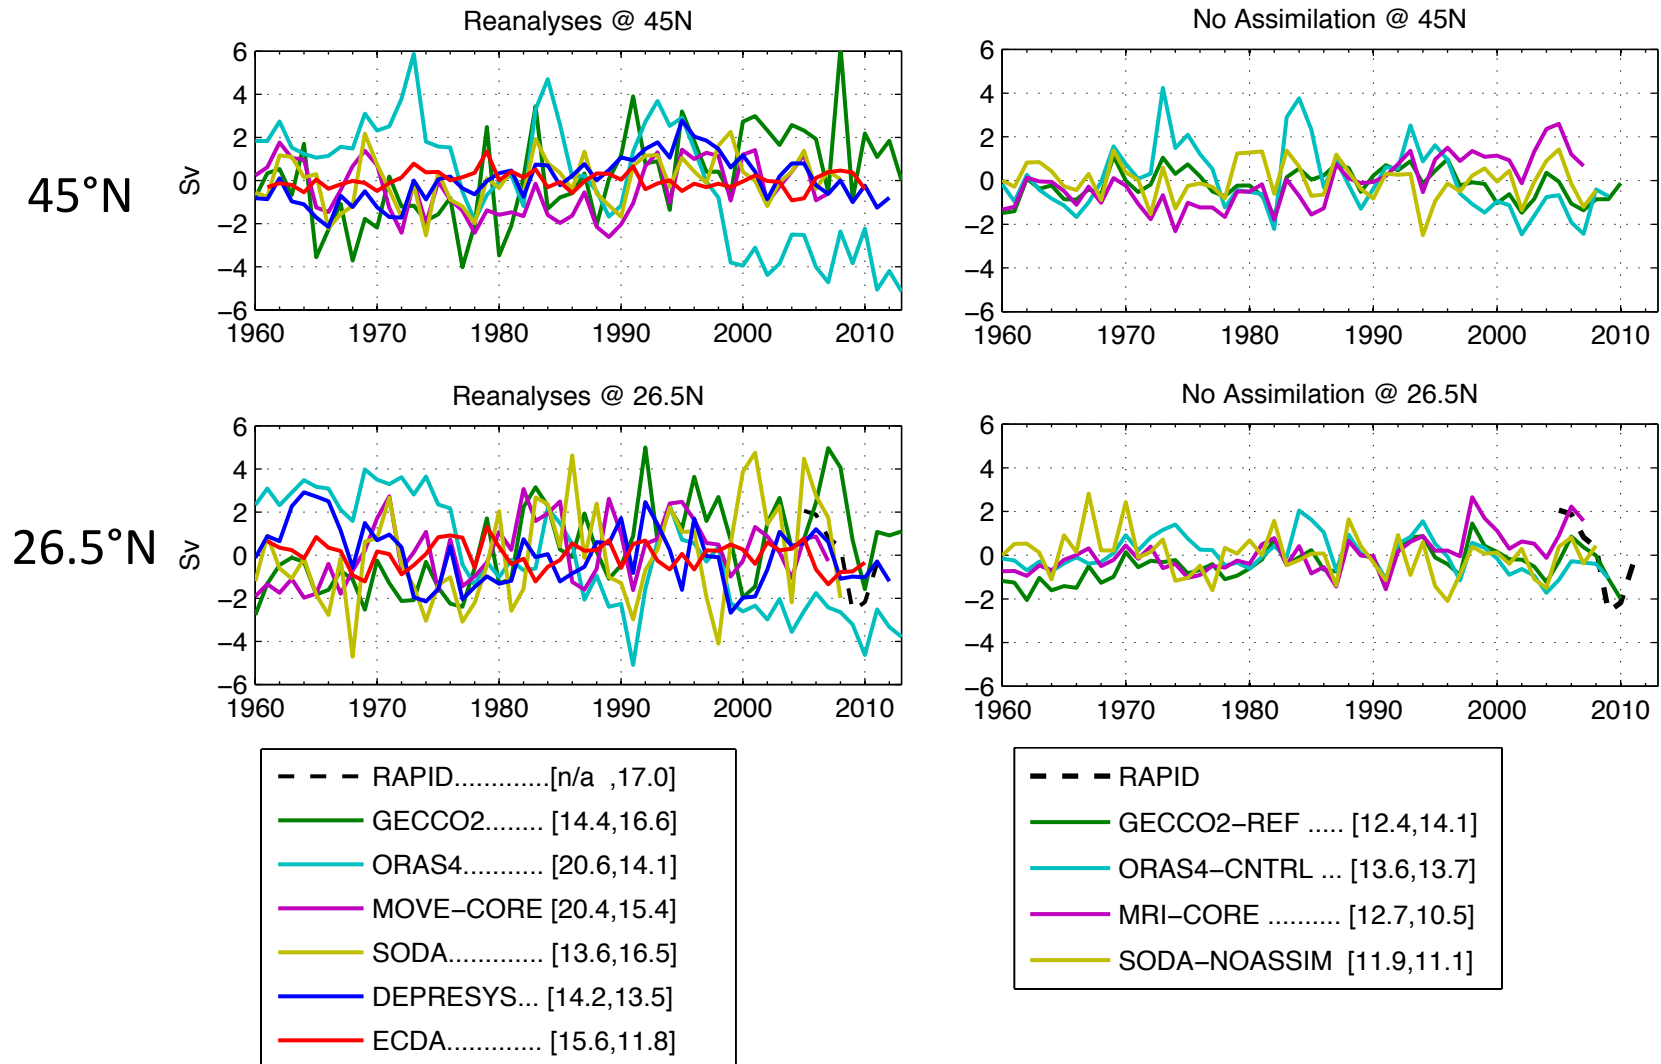 Reanalyses @ 45N
No Assimilation @ 45N
45°N
Sv
6
4
2
0
−2
−4
−6
1960 1970 1980 1990 2000 2010
6
4
2
0
−2
−4
−6
1960 1970 1980 1990 2000 2010
Reanalyses @ 26.5N
No Assimilation @ 26.5N
26.5°N
Sv
6
4
2
0
−2
−4
−6
1960 1970 1980 1990 2000 2010
6
4
2
0
−2
−4
−6
1960 1970 1980 1990 2000 2010
RAPID.............[n/a ,17.0]
GECCO2........ [14.4,16.6]
ORAS4........... [20.6,14.1]
MOVE−CORE [20.4,15.4]
SODA............. [13.6,16.5]
DEPRESYS... [14.2,13.5]
ECDA............. [15.6,11.8]
RAPID
GECCO2−REF ..... [12.4,14.1]
ORAS4−CNTRL ... [13.6,13.7]
MRI−CORE .......... [12.7,10.5]
SODA−NOASSIM [11.9,11.1]